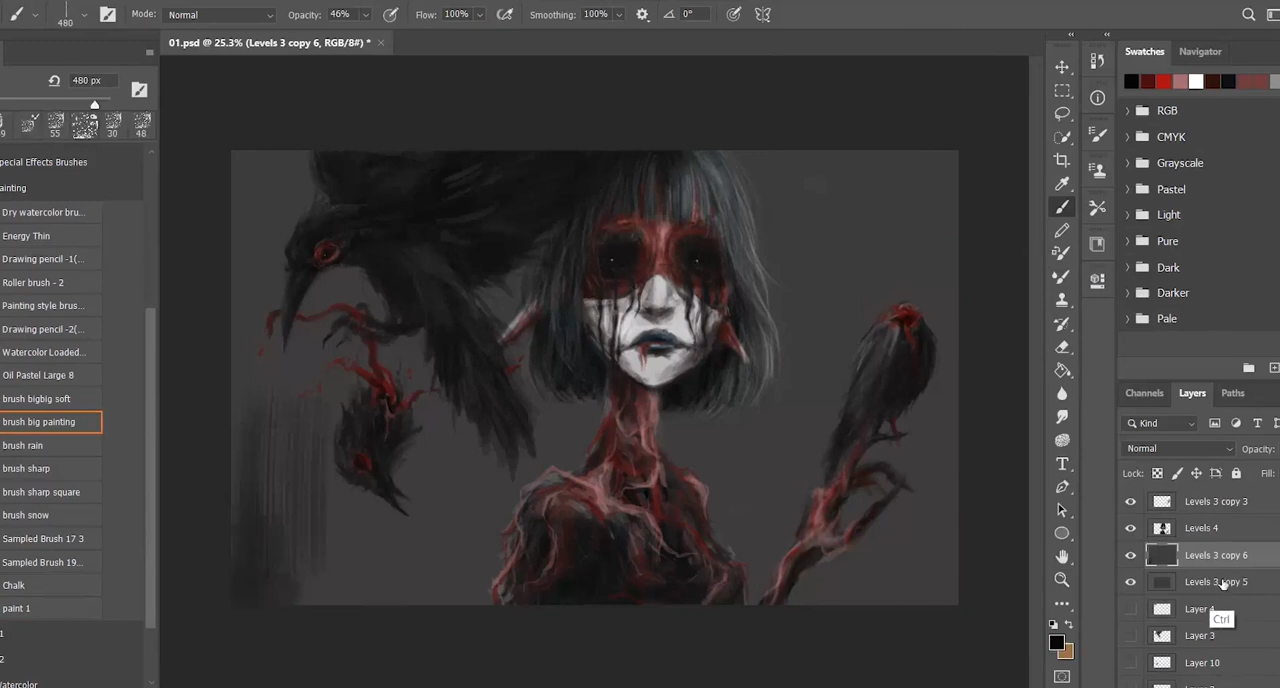 Mode: Normal Opacity: 46% Flow: 100% Smoothing: 100% 0°
480
01.psd @ 25.3% (Levels 3 copy 6, RGB/8#) * ×
480 px
9 55 30 48
pecial Effects Brushes
ainting
Dry watercolor bru...
Energy Thin
Drawing pencil -1(...
Roller brush - 2
Painting style brus...
Drawing pencil -2(...
Watercolor Loaded...
Oil Pastel Large 8
brush bigbig soft
brush big painting
brush rain
brush sharp
brush sharp square
brush snow
Sampled Brush 17 3
Sampled Brush 19...
Chalk
paint 1
1
2
atercolor
Swatches Navigator
RGB
CMYK
Grayscale
Pastel
Light
Pure
Dark
Darker
Pale
Channels Layers Paths
Kind
Normal Opacity:
Lock: Fill:
Levels 3 copy 3
Levels 4
Levels 3 copy 6
Levels 3 copy 5
Layer 4
Ctrl
Layer 3
Layer 10